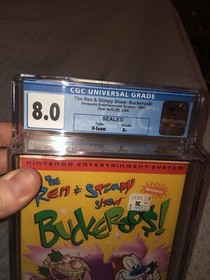 CGC UNIVERSAL GRADE
8.0
The Ren & Stimpy Show: Buckeroo$!
Nintendo Entertainment System
SEALED
H-Seam
A+
NINTENDO ENTERTAINMENT SYSTEM
The
Ren & Stimpy
Show
BUCKEROO$!